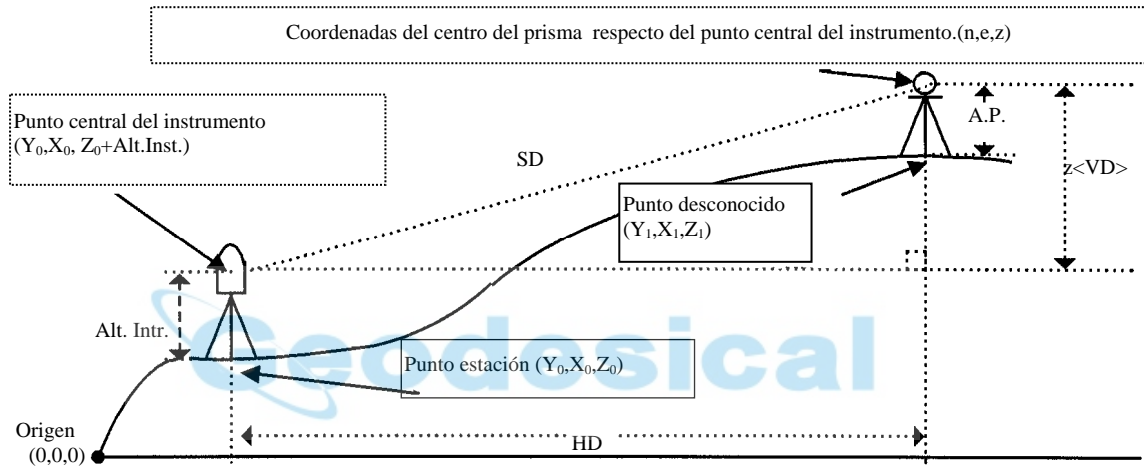 Coordenadas del centro del prisma respecto del punto central del instrumento.(n,e,z)
Punto central del instrumento
(Y0,X0, Z0+Alt.Inst.)
A.P.
SD
z<VD>
Punto desconocido
(Y1,X1,Z1)
Alt. Intr.
Geodesical
Punto estación (Y0,X0,Z0)
Origen
(0,0,0)
HD